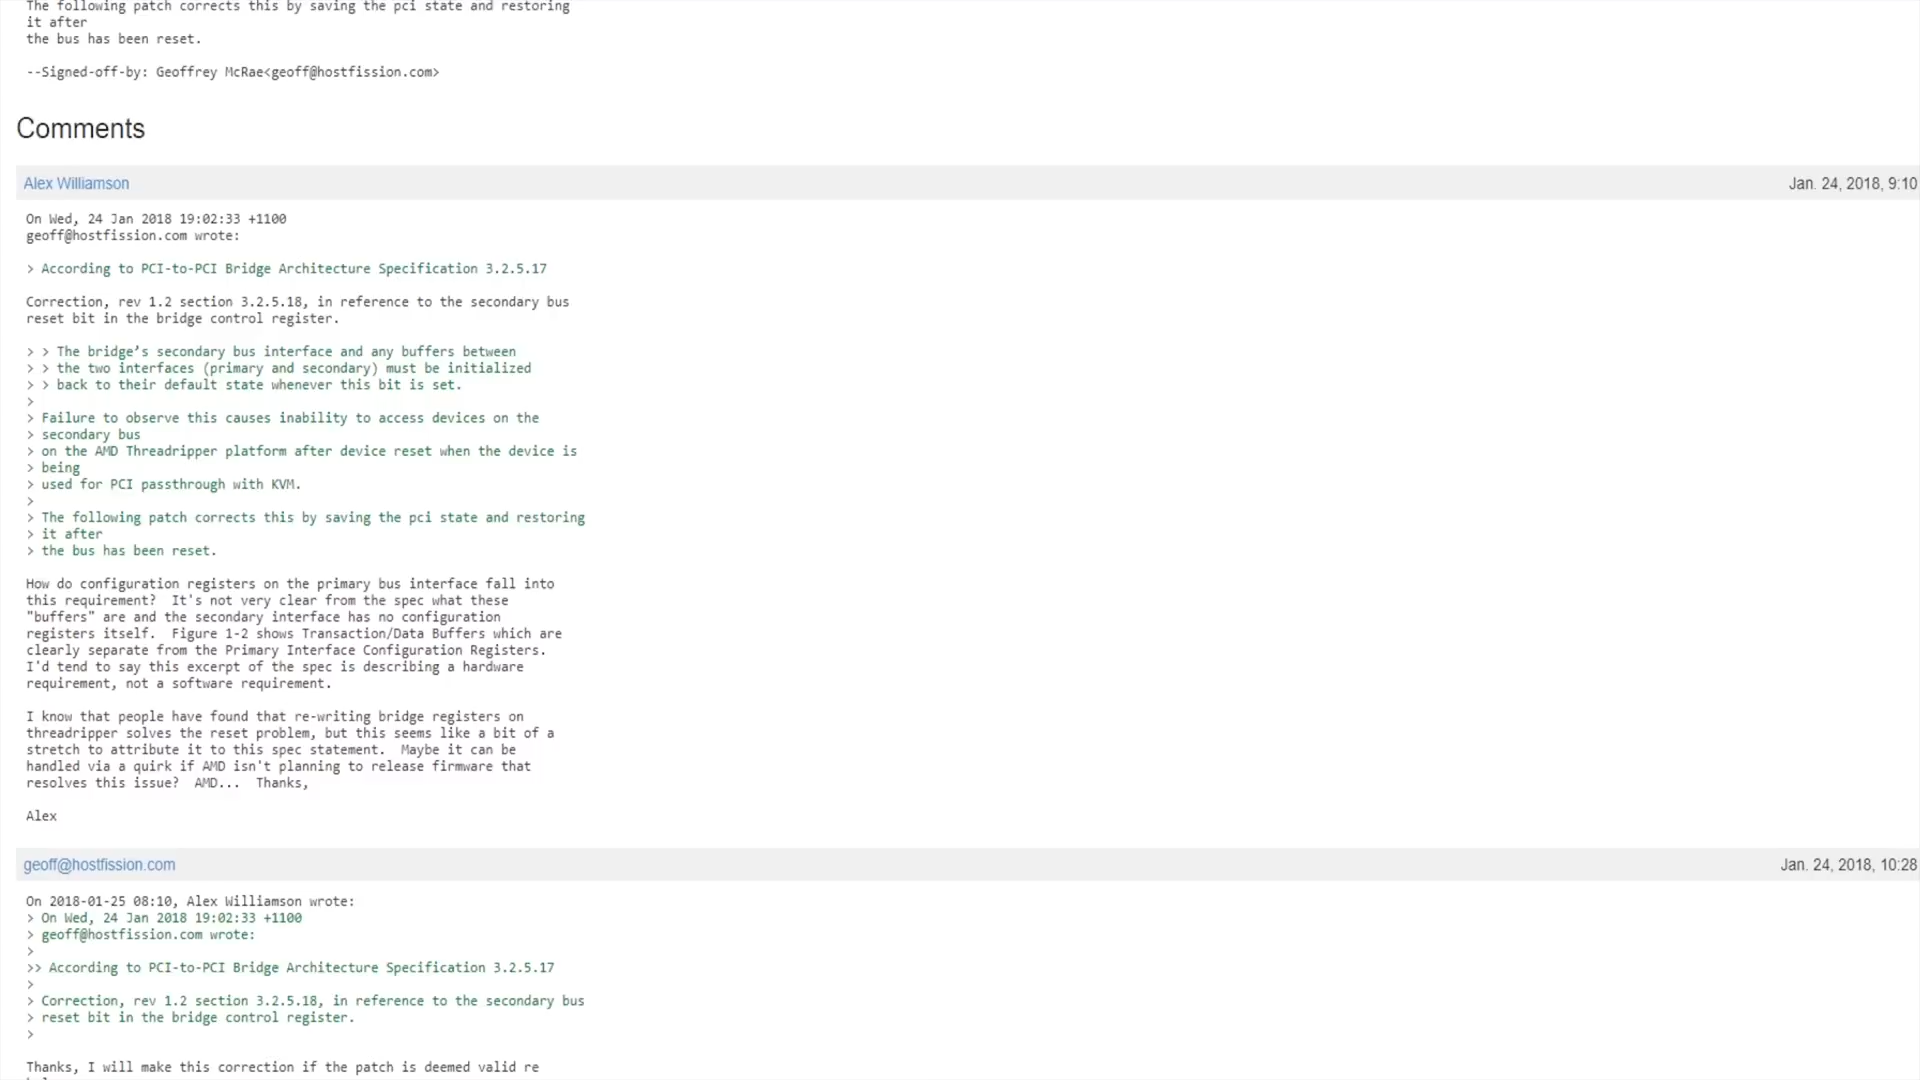 The following patch corrects this by saving the pci state and restoring
it after
the bus has been reset.
--Signed-off-by: Geoffrey McRae<geoff@hostfission.com>
Comments
Alex Williamson Jan. 24, 2018, 9:10
On Wed, 24 Jan 2018 19:02:33 +1100
geoff@hostfission.com wrote:
> According to PCI-to-PCI Bridge Architecture Specification 3.2.5.17
Correction, rev 1.2 section 3.2.5.18, in reference to the secondary bus
reset bit in the bridge control register.
> > The bridge’s secondary bus interface and any buffers between
> > the two interfaces (primary and secondary) must be initialized
> > back to their default state whenever this bit is set.
>
> Failure to observe this causes inability to access devices on the
> secondary bus
> on the AMD Threadripper platform after device reset when the device is
> being
> used for PCI passthrough with KVM.
>
> The following patch corrects this by saving the pci state and restoring
> it after
> the bus has been reset.
How do configuration registers on the primary bus interface fall into
this requirement?  It's not very clear from the spec what these
"buffers" are and the secondary interface has no configuration
registers itself.  Figure 1-2 shows Transaction/Data Buffers which are
clearly separate from the Primary Interface Configuration Registers.
I'd tend to say this excerpt of the spec is describing a hardware
requirement, not a software requirement.
I know that people have found that re-writing bridge registers on
threadripper solves the reset problem, but this seems like a bit of a
stretch to attribute it to this spec statement.  Maybe it can be
handled via a quirk if AMD isn't planning to release firmware that
resolves this issue?  AMD...  Thanks,
Alex
geoff@hostfission.com Jan. 24, 2018, 10:28
On 2018-01-25 08:10, Alex Williamson wrote:
> On Wed, 24 Jan 2018 19:02:33 +1100
> geoff@hostfission.com wrote:
>
>> According to PCI-to-PCI Bridge Architecture Specification 3.2.5.17
>
> Correction, rev 1.2 section 3.2.5.18, in reference to the secondary bus
> reset bit in the bridge control register.
>
Thanks, I will make this correction if the patch is deemed valid re